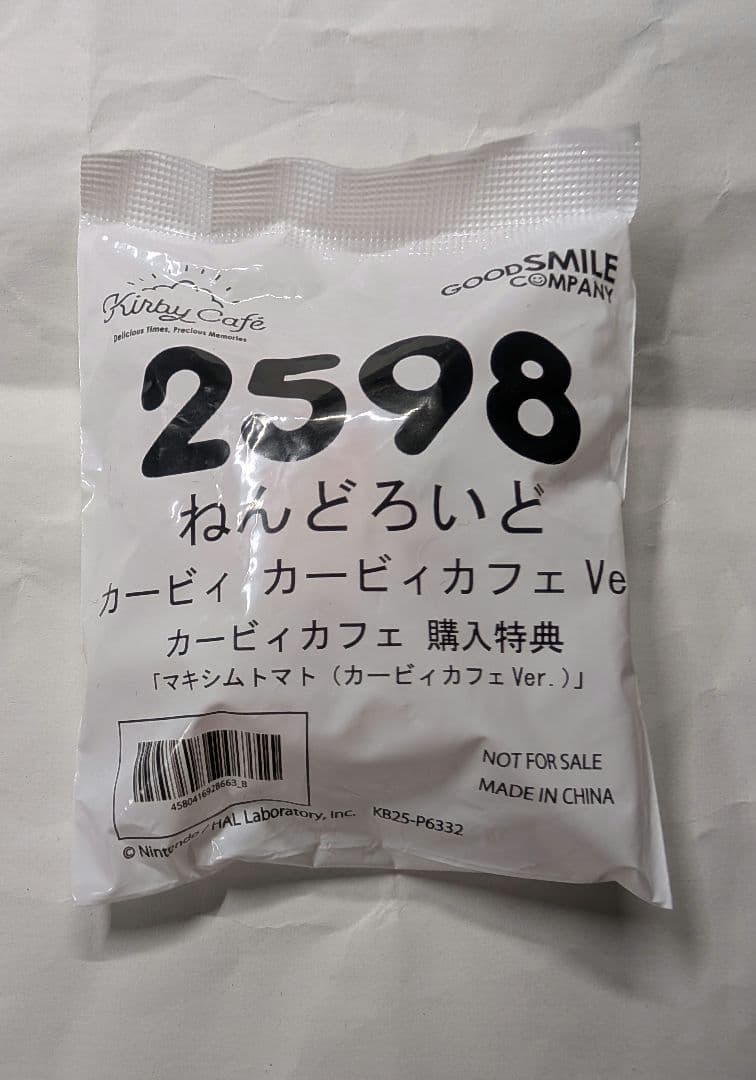 Kirby Café
Delicious Times, Precious Memories
GOODSMILE
COMPANY
2598
ねんどろいど
カービィ カービィカフェ Ve
カービィカフェ 購入特典
「マキシムトマト (カービィカフェVer.)」
4580416928663_B
NOT FOR SALE
MADE IN CHINA
© Nintendo / HAL Laboratory, Inc. KB25-P6332